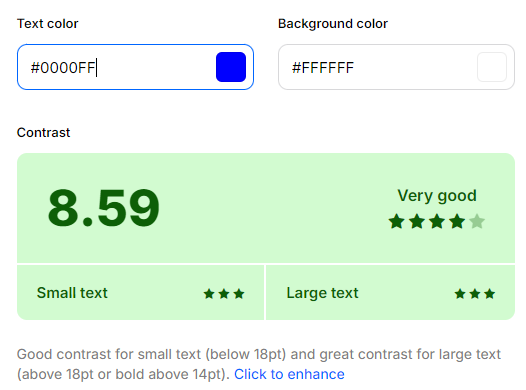 Text color
Background color
#0000FF
#FFFFFF
Contrast
8.59
Very good
Small text
Large text
Good contrast for small text (below 18pt) and great contrast for large text
(above 18pt or bold above 14pt). Click to enhance